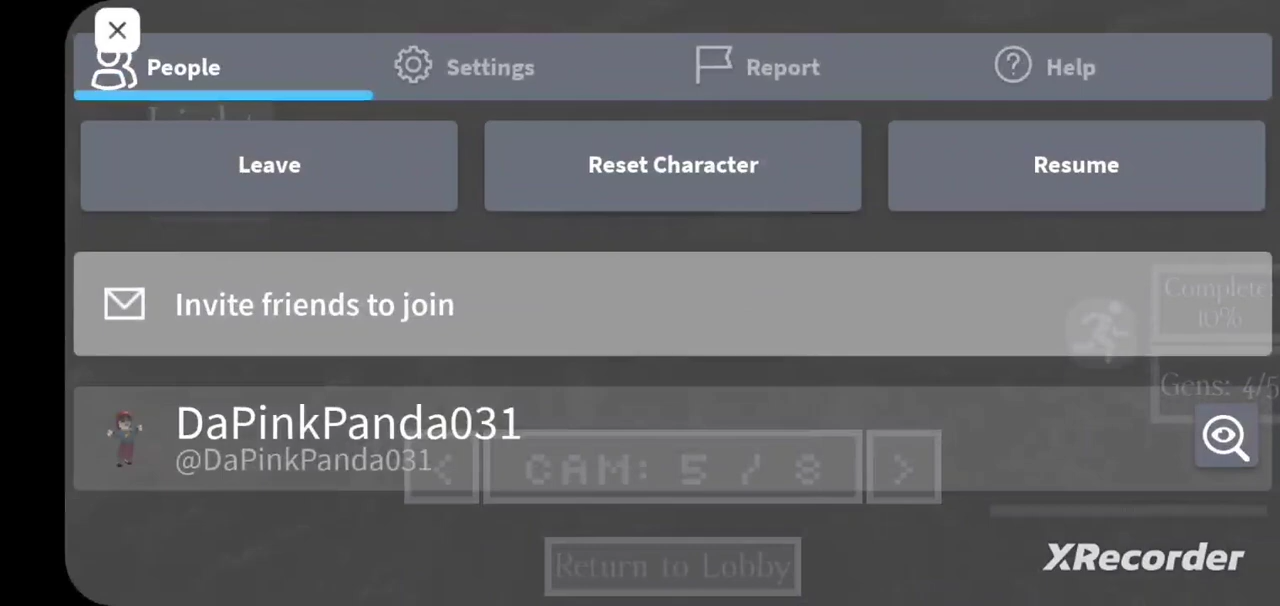 People
Settings
Report
Help
Leave
Reset Character
Resume
Invite friends to join
Complete:
10%
Gens: 4/5
DaPinkPanda031
@DaPinkPanda031
< CAM: 5 / 8 >
Return to Lobby
XRecorder